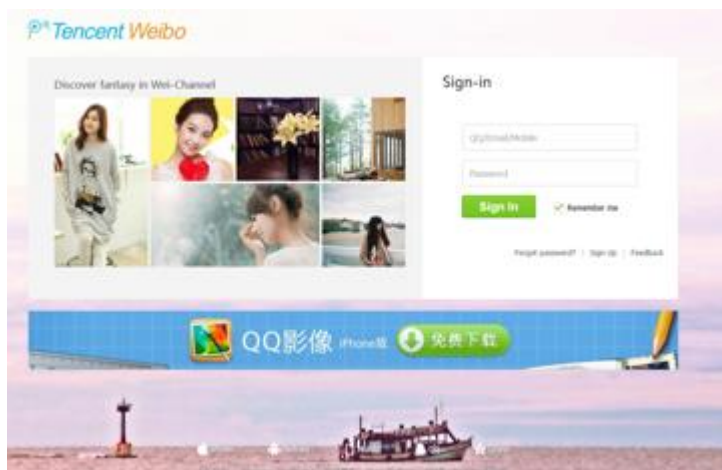 Tencent Weibo
Discover fantasy in Wei-Channel
Sign-in
QQ/Email/Mobile
Password
Sign In
Remember me
Forgot password? | Sign Up | Feedback
QQ影像 iPhone版 免费下载